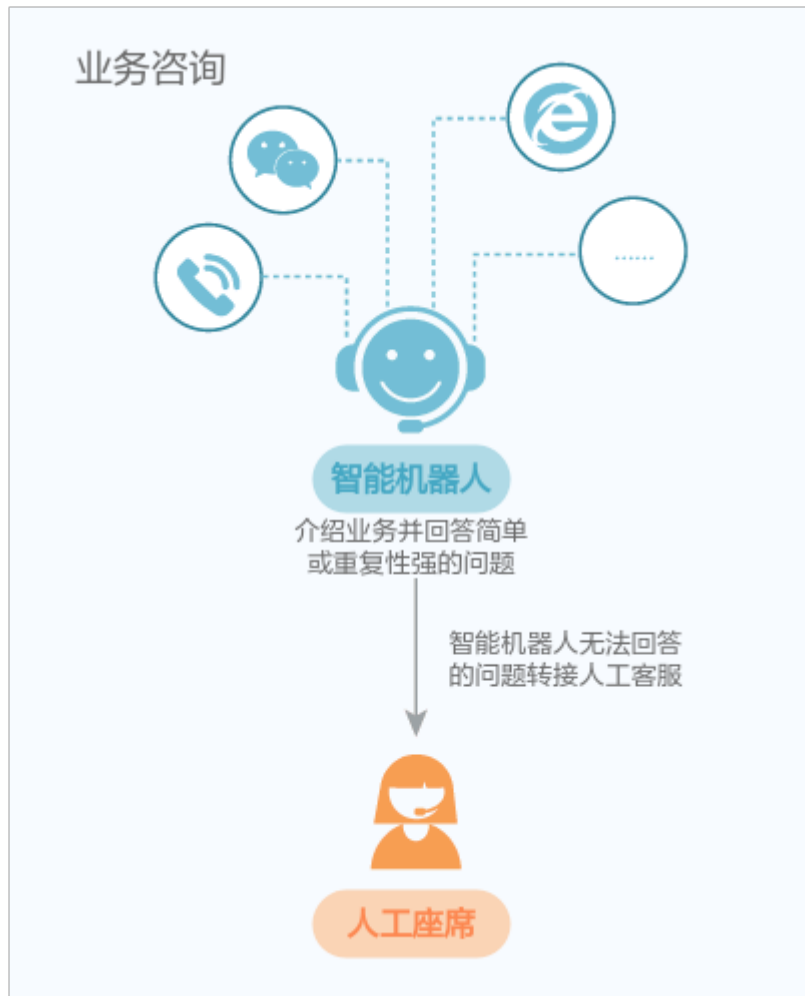 业务咨询
......
智能机器人
介绍业务并回答简单
或重复性强的问题
智能机器人无法回答
的问题转接人工客服
人工座席